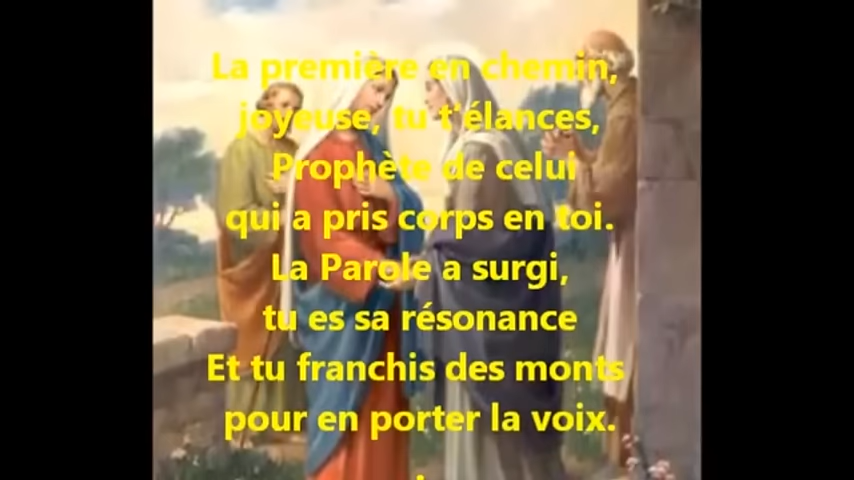 La première en chemin,
joyeuse, tu t'élances,
Prophète de celui
qui a pris corps en toi.
La Parole a surgi,
tu es sa résonance
Et tu franchis des monts
pour en porter la voix.